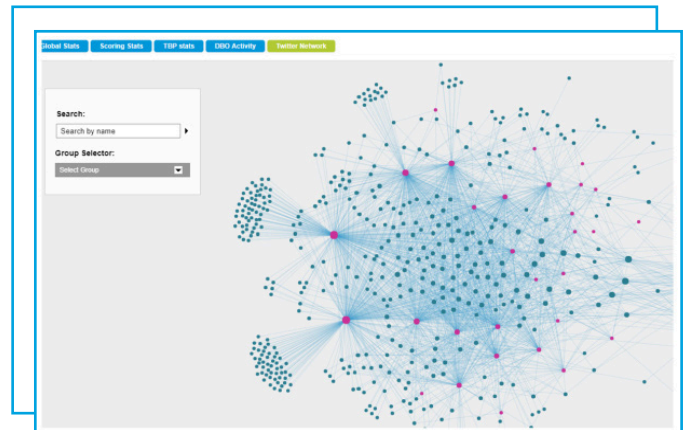 Global Stats
Scoring Stats
TBP stats
DBO Activity
Twitter Network
Search:
Search by name
Group Selector:
Select Group